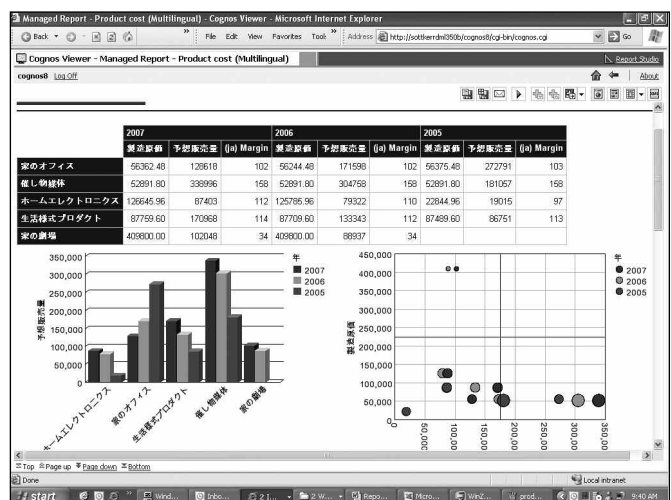 Managed Report - Product cost (Multilingual) - Cognos Viewer - Microsoft Internet Explorer
Back File Edit View Favorites Address http://sottkerrdml350b/cognos8/cgi-bin/cognos.cgi Go
Cognos Viewer - Managed Report - Product cost (Multilingual) Report Studio
cognos8 Log Off About
2007 2006 2005
製造原価 予想販売量 (ja) Margin 製造原価 予想販売量 (ja) Margin 製造原価 予想販売量 (ja) Margin
家のオフィス 56362.48 128618 102 56244.48 171598 102 56375.48 272791 103
催し物媒体 52891.80 338996 158 52891.80 304758 158 52891.80 181057 158
ホームエレクトロニクス 126645.96 87403 112 125785.96 79322 110 22844.96 19015 97
生活様式プロダクト 87759.60 170968 114 87709.60 133343 112 87489.60 86751 113
家の劇場 409800.00 102048 34 409800.00 88937 34
予想販売量
350,000
300,000
250,000
200,000
150,000
100,000
50,000
0
ホームエレクトロニクス
家のオフィス
生活様式プロダクト
催し物媒体
家の劇場
年
2007
2006
2005
製造原価
450,000
400,000
350,000
300,000
250,000
200,000
150,000
100,000
50,000
0
0
50,000
100,000
150,000
200,000
250,000
300,000
350,000
年
2007
2006
2005
Top Page up Page down Bottom
Done Local intranet
start Wind... Inbo... 2 I... 2 W... Repo... Micro... Win2... prod... 9:40 AM